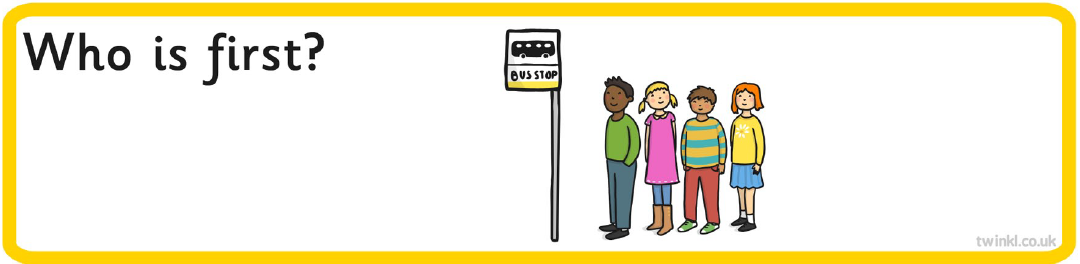 Who is first?
BUS STOP
twinkl.co.uk